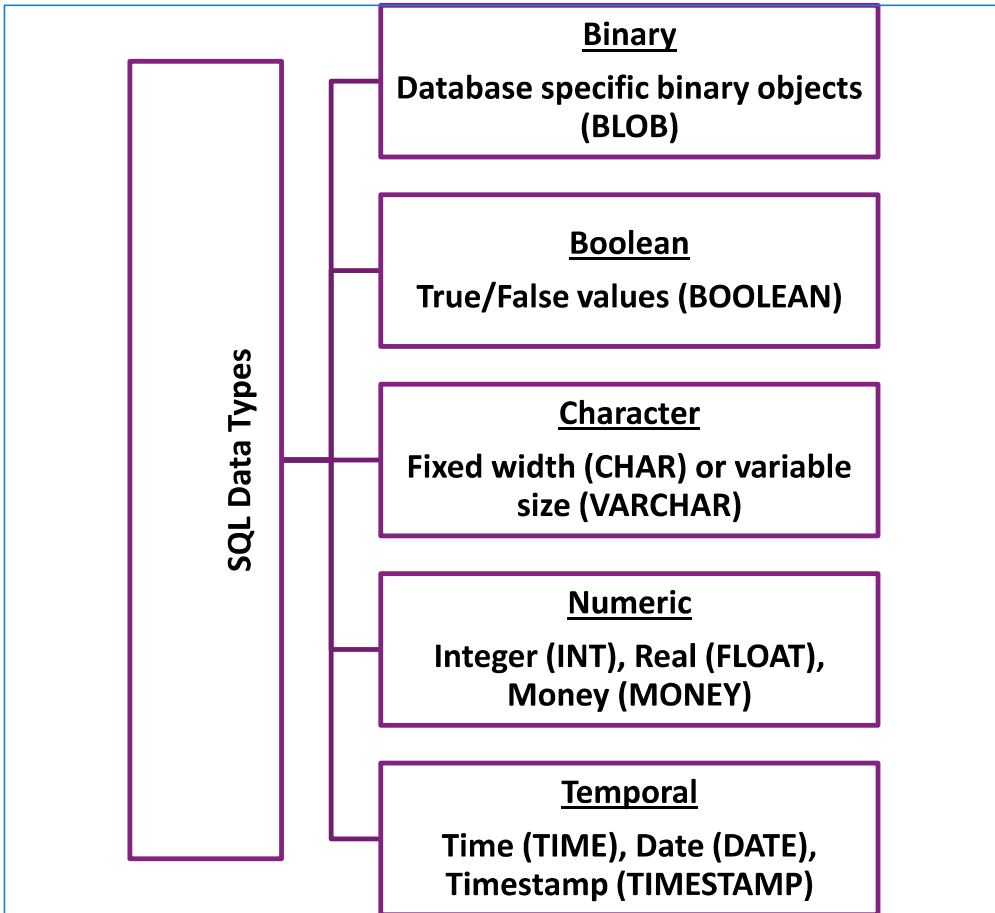 SQL Data Types
Binary
Database specific binary objects
(BLOB)
Boolean
True/False values (BOOLEAN)
Character
Fixed width (CHAR) or variable
size (VARCHAR)
Numeric
Integer (INT), Real (FLOAT),
Money (MONEY)
Temporal
Time (TIME), Date (DATE),
Timestamp (TIMESTAMP)